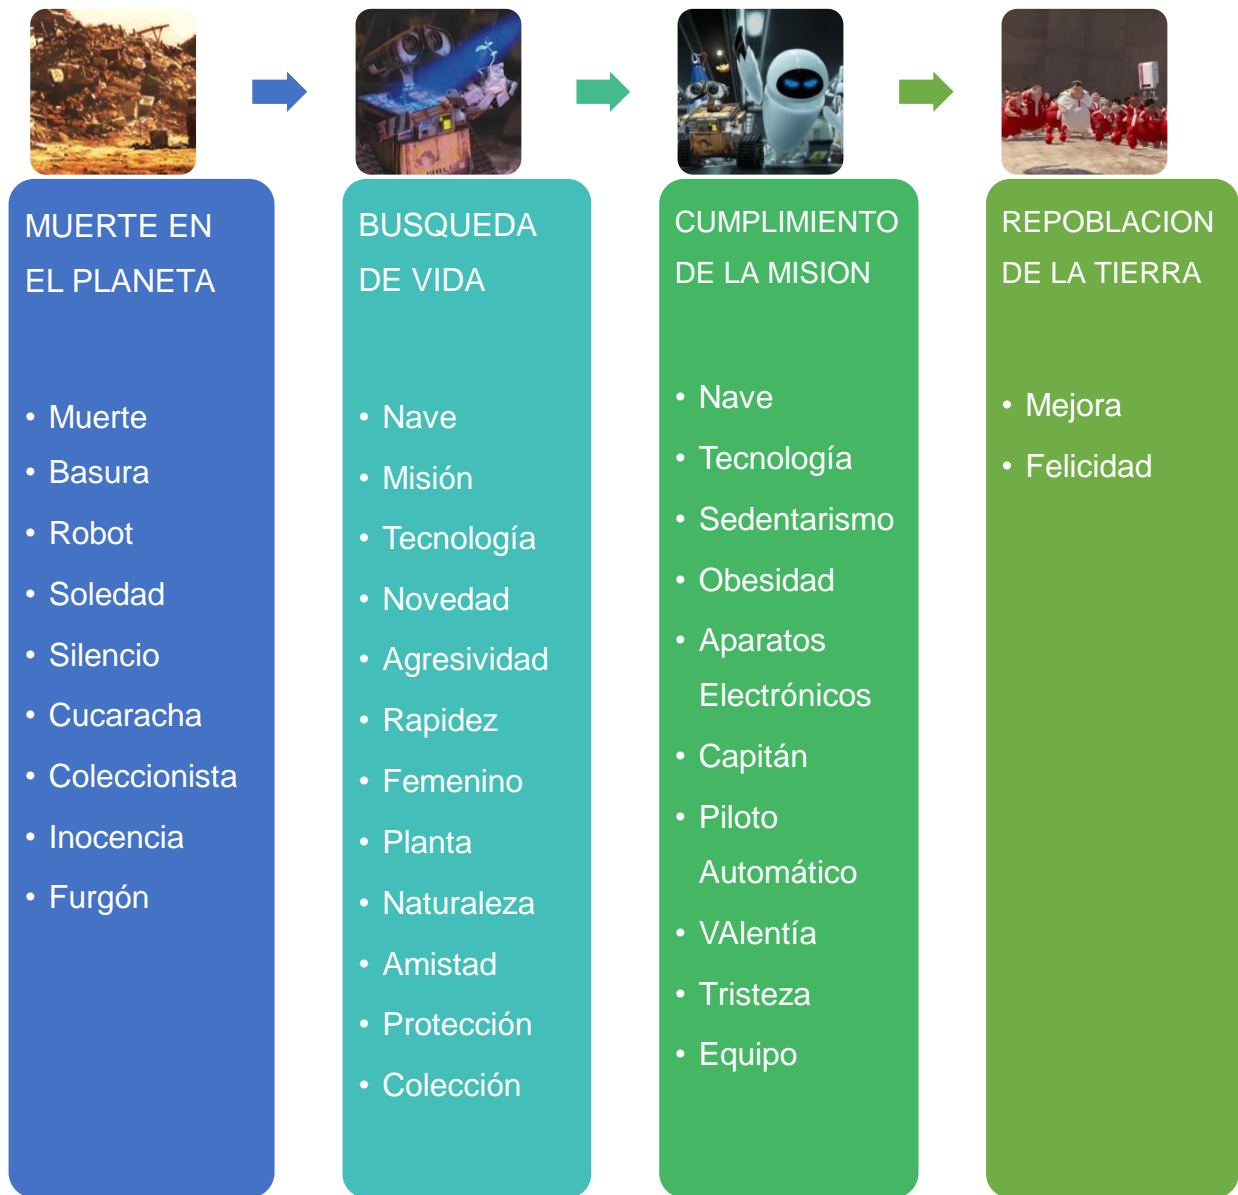 MUERTE EN
EL PLANETA
• Muerte
• Basura
• Robot
• Soledad
• Silencio
• Cucaracha
• Coleccionista
• Inocencia
• Furgón
BUSQUEDA
DE VIDA
• Nave
• Misión
• Tecnología
• Novedad
• Agresividad
• Rapidez
• Femenino
• Planta
• Naturaleza
• Amistad
• Protección
• Colección
CUMPLIMIENTO
DE LA MISION
• Nave
• Tecnología
• Sedentarismo
• Obesidad
• Aparatos
Electrónicos
• Capitán
• Piloto
Automático
• VAlentía
• Tristeza
• Equipo
REPOBLACION
DE LA TIERRA
• Mejora
• Felicidad